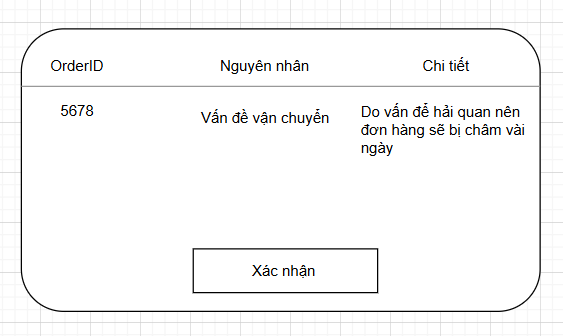 OrderID Nguyên nhân Chi tiết
5678 Vấn đề vận chuyển Do vấn để hải quan nên
đơn hàng sẽ bị châm vài
ngày
Xác nhận